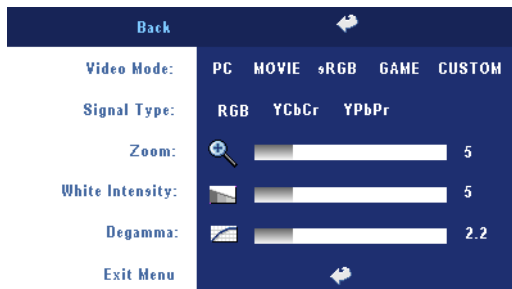 Back
Video Mode: PC MOVIE sRGB GAME CUSTOM
Signal Type: RGB YCbCr YPbPr
Zoom: 5
White Intensity: 5
Degamma: 2.2
Exit Menu